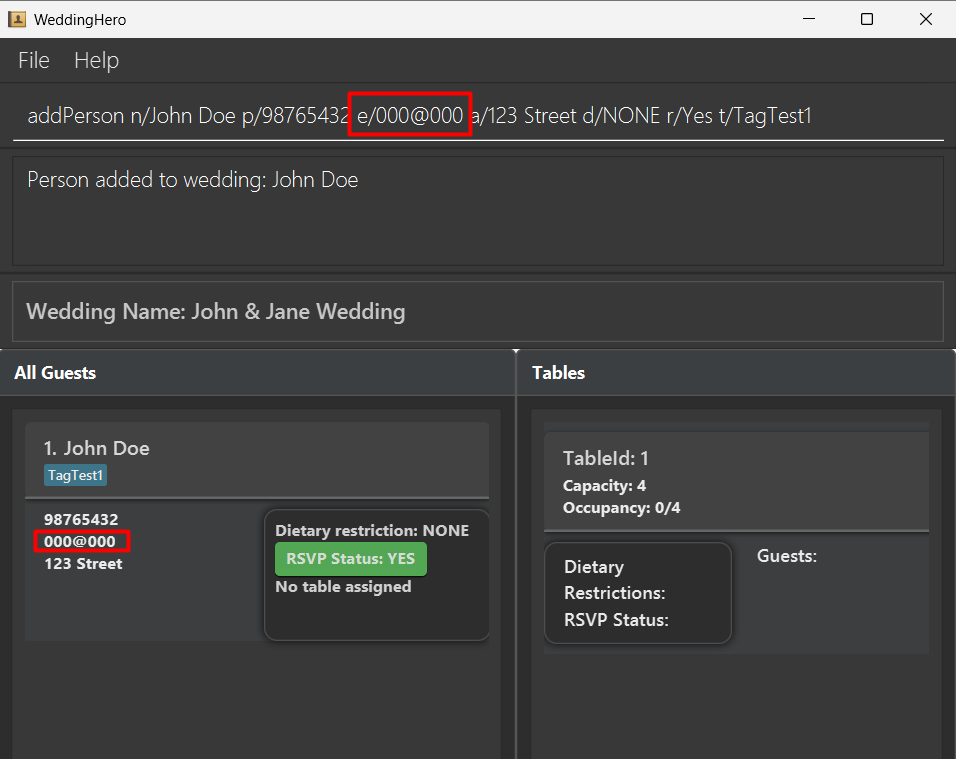 WeddingHero
File Help
addPerson n/John Doe p/98765432 e/000@000 a/123 Street d/NONE r/Yes t/TagTest1
Person added to wedding: John Doe
Wedding Name: John & Jane Wedding
All Guests
1. John Doe
TagTest1
98765432
000@000
123 Street
Dietary restriction: NONE
RSVP Status: YES
No table assigned
Tables
TableId: 1
Capacity: 4
Occupancy: 0/4
Dietary
Restrictions:
RSVP Status:
Guests: